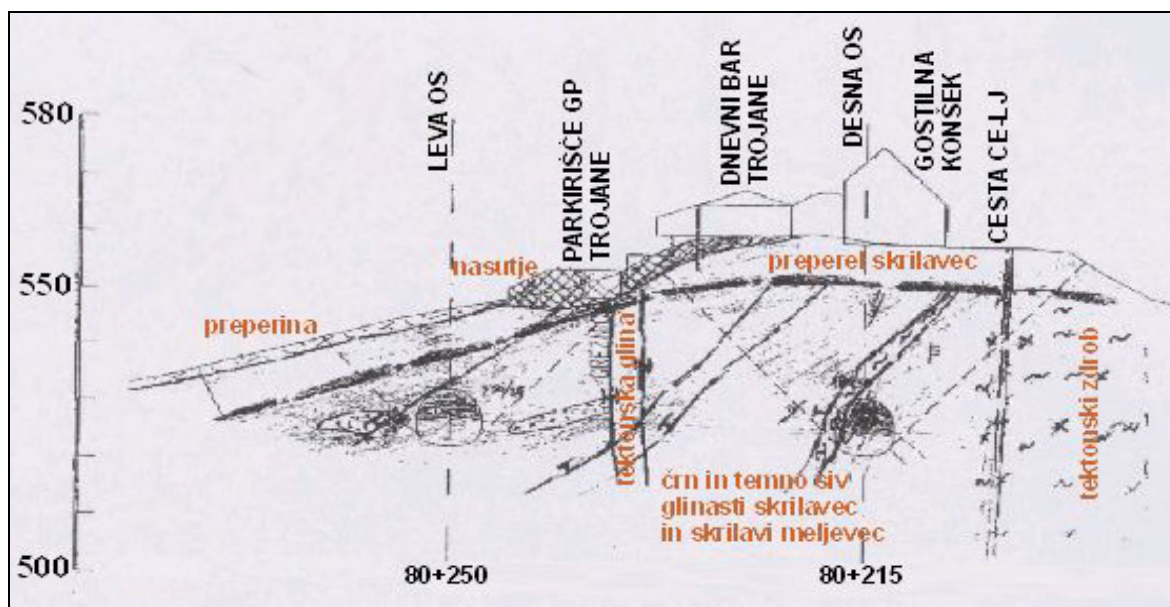 580
550
500
LEVA OS
PARKIRIŠČE GP
TROJANE
DNEVNI BAR
TROJANE
DESNA OS
GOSTILNA
KONŠEK
CESTA CE-LJ
nasutje
preperel skrilavec
preperina
tektonska glina
tektonski zdrob
črn in temno siv
glinasti skrilavec
in skrilavi meljevec
80+250
80+215